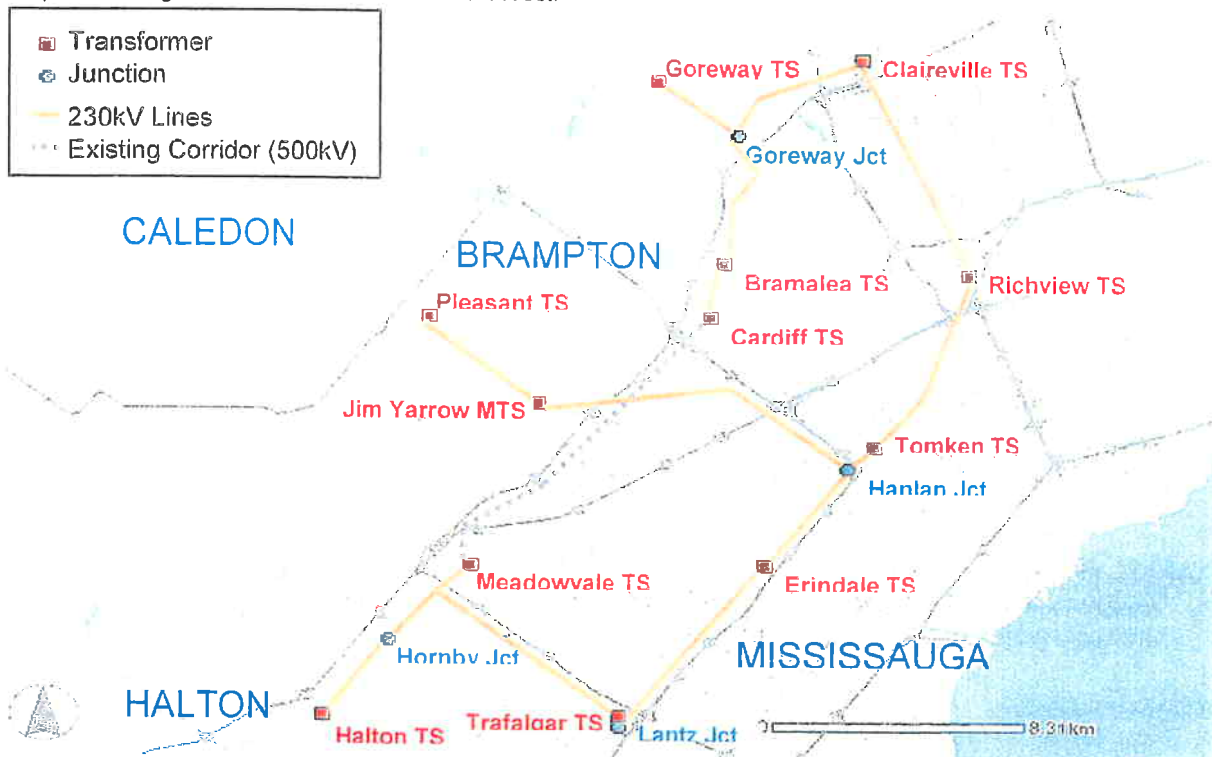 Transformer
Junction
230kV Lines
Existing Corridor (500kV)
Goreway TS
Claireville TS
Goreway Jct
CALEDON
BRAMPTON
Bramalea TS
Richview TS
Pleasant TS
Cardiff TS
Jim Yarrow MTS
Tomken TS
Hanlan Jct
Meadowvale TS
Erindale TS
Hornby Jct
MISSISSAUGA
HALTON
Halton TS
Trafalgar TS
Lantz Jct
8.31km